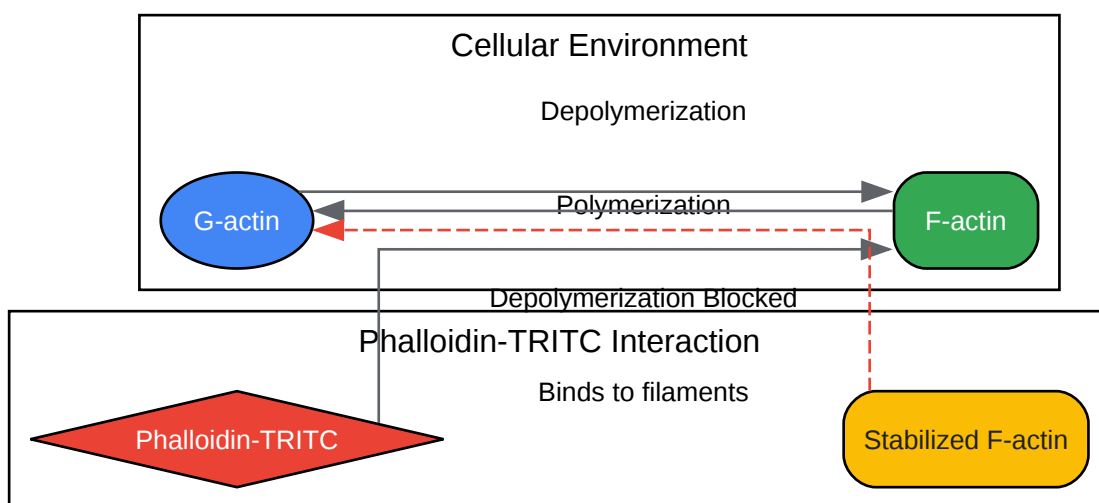 Cellular Environment
Depolymerization
Polymerization
G-actin
F-actin
Depolymerization Blocked
Phalloidin-TRITC Interaction
Binds to filaments
Phalloidin-TRITC
Stabilized F-actin